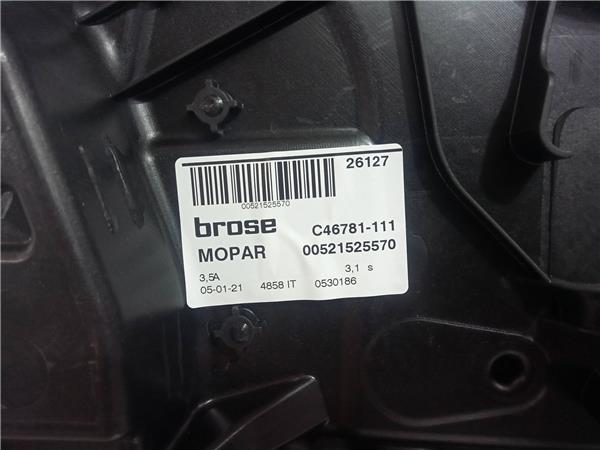 26127
00521525570
brose C46781-111
MOPAR 00521525570
3,5A 3,1 s
05-01-21 4858 IT 0530186